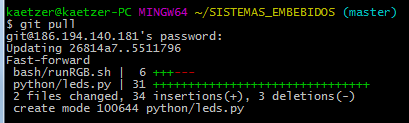 kaetzer@kaetzer-PC MINGW64 ~/SISTEMAS_EMBEBIDOS (master)
$ git pull
git@186.194.140.181's password:
Updating 26814a7..5511796
Fast-forward
 bash/runRGB.sh |  6 +++---
 python/leds.py | 31 +++++++++++++++++++++++++++++++
 2 files changed, 34 insertions(+), 3 deletions(-)
 create mode 100644 python/leds.py